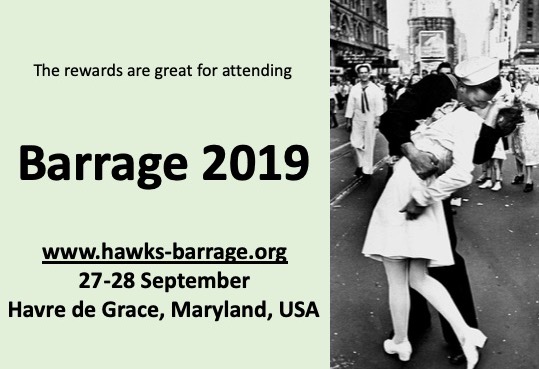 The rewards are great for attending
Barrage 2019
www.hawks-barrage.org
27-28 September
Havre de Grace, Maryland, USA